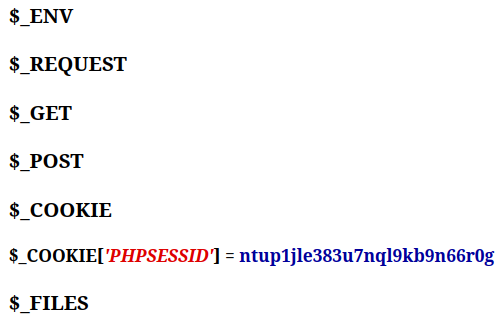 $_ENV
$_REQUEST
$_GET
$_POST
$_COOKIE
$_COOKIE['PHPSESSID'] = ntup1jle383u7nql9kb9n66r0g
$_FILES